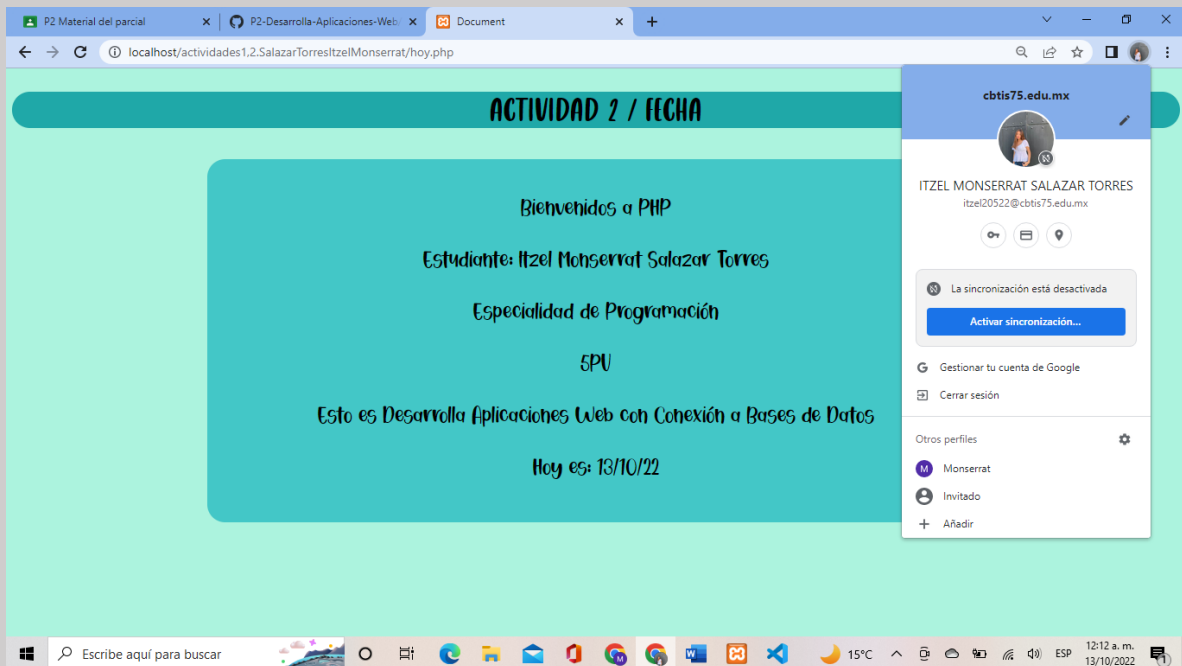 P2 Material del parcial
P2-Desarrolla-Aplicaciones-Web/
Document
localhost/actividades1,2.SalazarTorresItzelMonserrat/hoy.php
ACTIVIDAD 2 / FECHA
Bienvenidos a PHP
Estudiante: Itzel Monserrat Salazar Torres
Especialidad de Programación
5PV
Esto es Desarrolla Aplicaciones Web con Conexión a Bases de Datos
Hoy es: 13/10/22
cbtis75.edu.mx
ITZEL MONSERRAT SALAZAR TORRES
itzel20522@cbtis75.edu.mx
La sincronización está desactivada
Activar sincronización...
Gestionar tu cuenta de Google
Cerrar sesión
Otros perfiles
M Monserrat
Invitado
Añadir
Escribe aquí para buscar
15°C
ESP
12:12 a. m.
13/10/2022